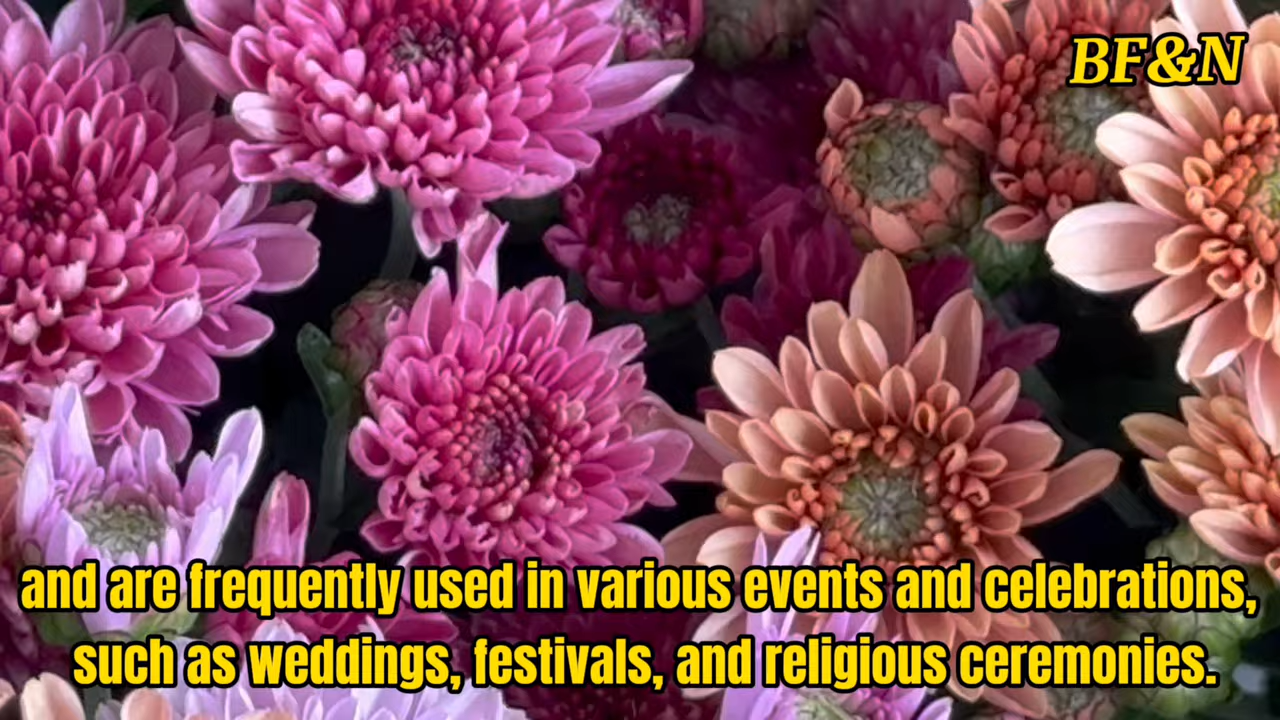 BF&N
and are frequently used in various events and celebrations,
such as weddings, festivals, and religious ceremonies.